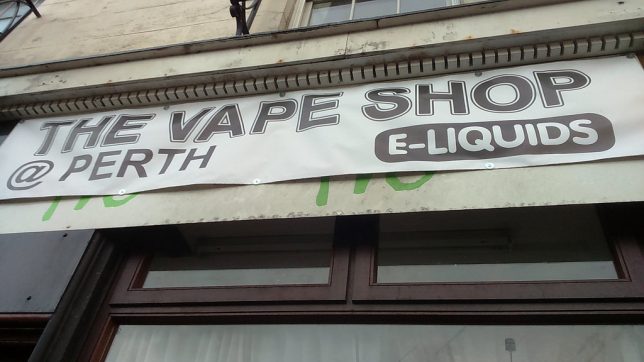 THE VAPE SHOP
@ PERTH
E-LIQUIDS